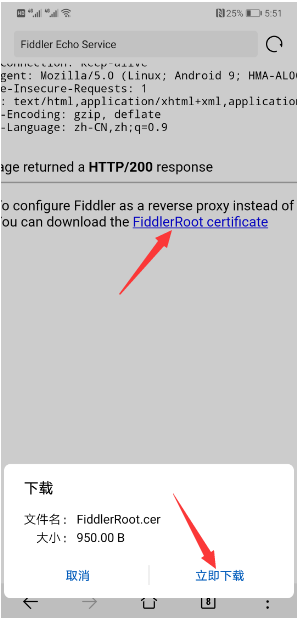 25% 5:51
Fiddler Echo Service
onnection: keep-alive
gent: Mozilla/5.0 (Linux; Android 9; HMA-AL0
e-Insecure-Requests: 1
: text/html,application/xhtml+xml,application
-Encoding: gzip, deflate
-Language: zh-CN,zh;q=0.9
age returned a HTTP/200 response
To configure Fiddler as a reverse proxy instead of
You can download the FiddlerRoot certificate
下载
文件名： FiddlerRoot.cer
大小： 950.00 B
取消 立即下载
8